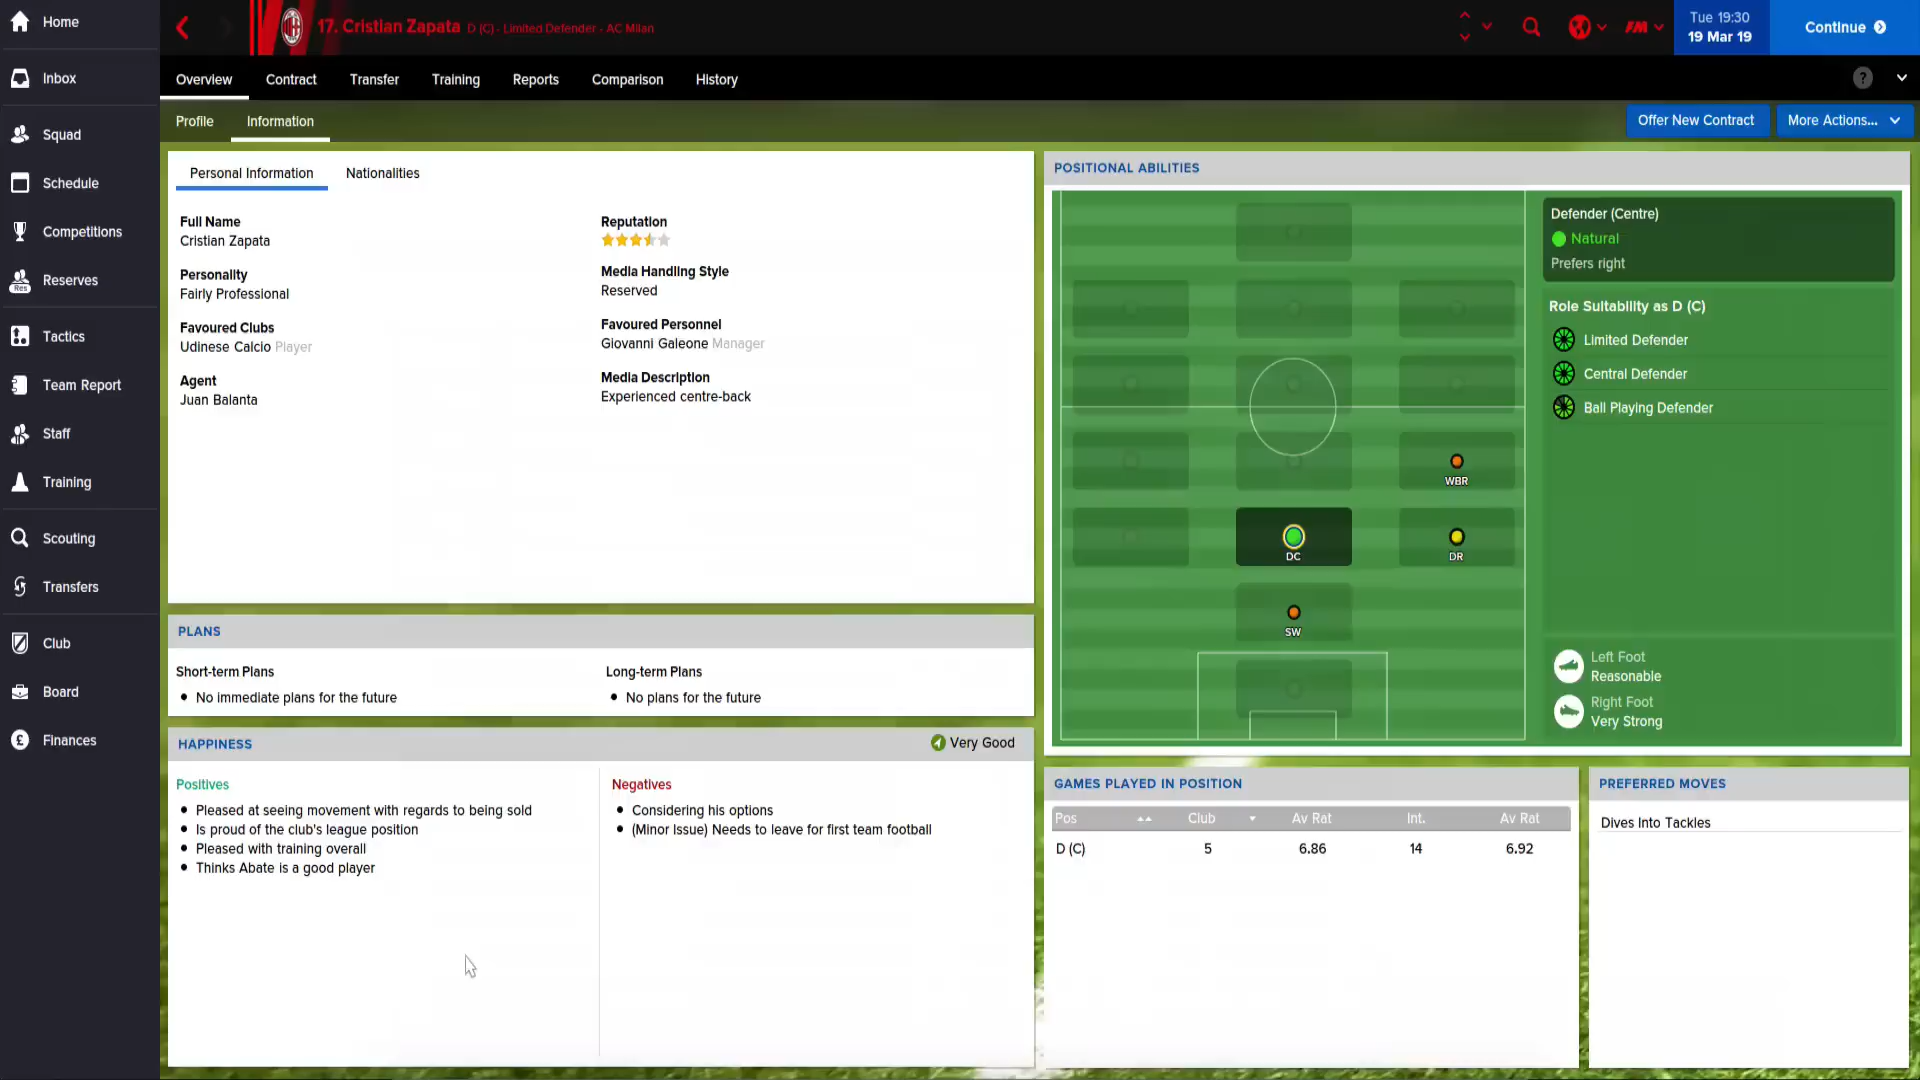 Home
Inbox
Squad
Schedule
Competitions
Res
Reserves
Tactics
Team Report
Staff
Training
Scouting
Transfers
Club
Board
£
Finances
17. Cristian Zapata D (C) - Limited Defender - AC Milan
FM
Tue 19:30
19 Mar 19
Continue
Overview
Contract
Transfer
Training
Reports
Comparison
History
?
Profile
Information
Offer New Contract
More Actions...
Personal Information
Nationalities
Full Name
Cristian Zapata
Personality
Fairly Professional
Favoured Clubs
Udinese Calcio Player
Agent
Juan Balanta
Reputation
Media Handling Style
Reserved
Favoured Personnel
Giovanni Galeone Manager
Media Description
Experienced centre-back
PLANS
Short-term Plans
• No immediate plans for the future
Long-term Plans
• No plans for the future
HAPPINESS
Very Good
Positives
• Pleased at seeing movement with regards to being sold
• Is proud of the club's league position
• Pleased with training overall
• Thinks Abate is a good player
Negatives
• Considering his options
• (Minor Issue) Needs to leave for first team football
POSITIONAL ABILITIES
WBR
DC
DR
SW
Defender (Centre)
Natural
Prefers right
Role Suitability as D (C)
Limited Defender
Central Defender
Ball Playing Defender
Left Foot
Reasonable
Right Foot
Very Strong
GAMES PLAYED IN POSITION
Pos Club Av Rat Int. Av Rat
D (C) 5 6.86 14 6.92
PREFERRED MOVES
Dives Into Tackles